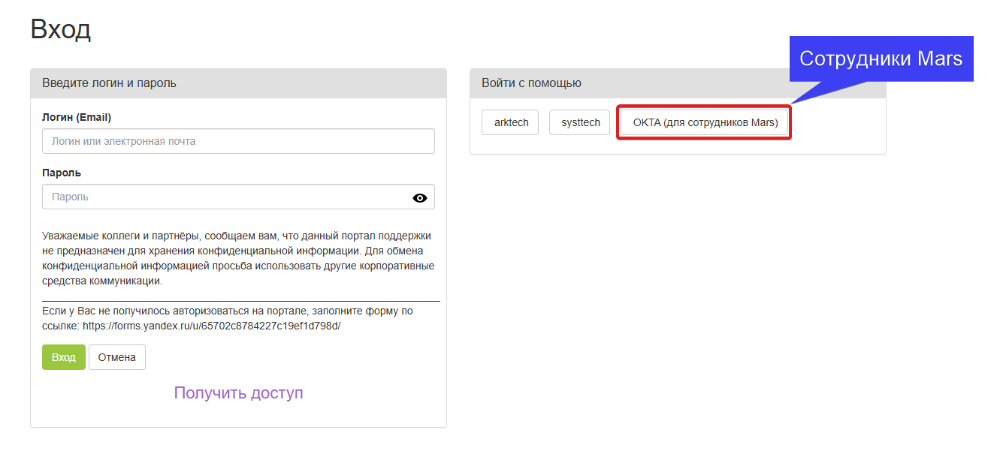 Вход
Сотрудники Mars
Введите логин и пароль
Логин (Email)
Логин или электронная почта
Пароль
Пароль
Уважаемые коллеги и партнёры, сообщаем вам, что данный портал поддержки
не предназначен для хранения конфиденциальной информации. Для обмена
конфиденциальной информацией просьба использовать другие корпоративные
средства коммуникации.
Если у Вас не получилось авторизоваться на портале, заполните форму по
ссылке: https://forms.yandex.ru/u/65702c8784227c19ef1d798d/
Вход Отмена
Получить доступ
Войти с помощью
arktech systtech OKTA (для сотрудников Mars)